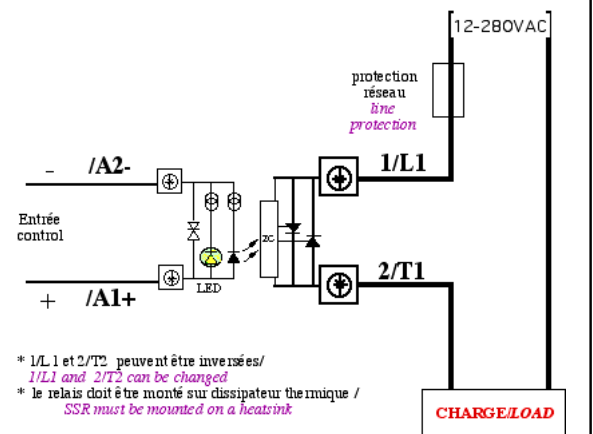 12-280VAC
protection
réseau
line
protection
- /A2-
1/L1
Entrée
control
ZC
LED
2/T1
+ /A1+
* 1/L1 et 2/T2 peuvent être inversées/
1/L1 and 2/T2 can be changed
* le relais doit être monté sur dissipateur thermique /
SSR must be mounted on a heatsink
CHARGE/LOAD